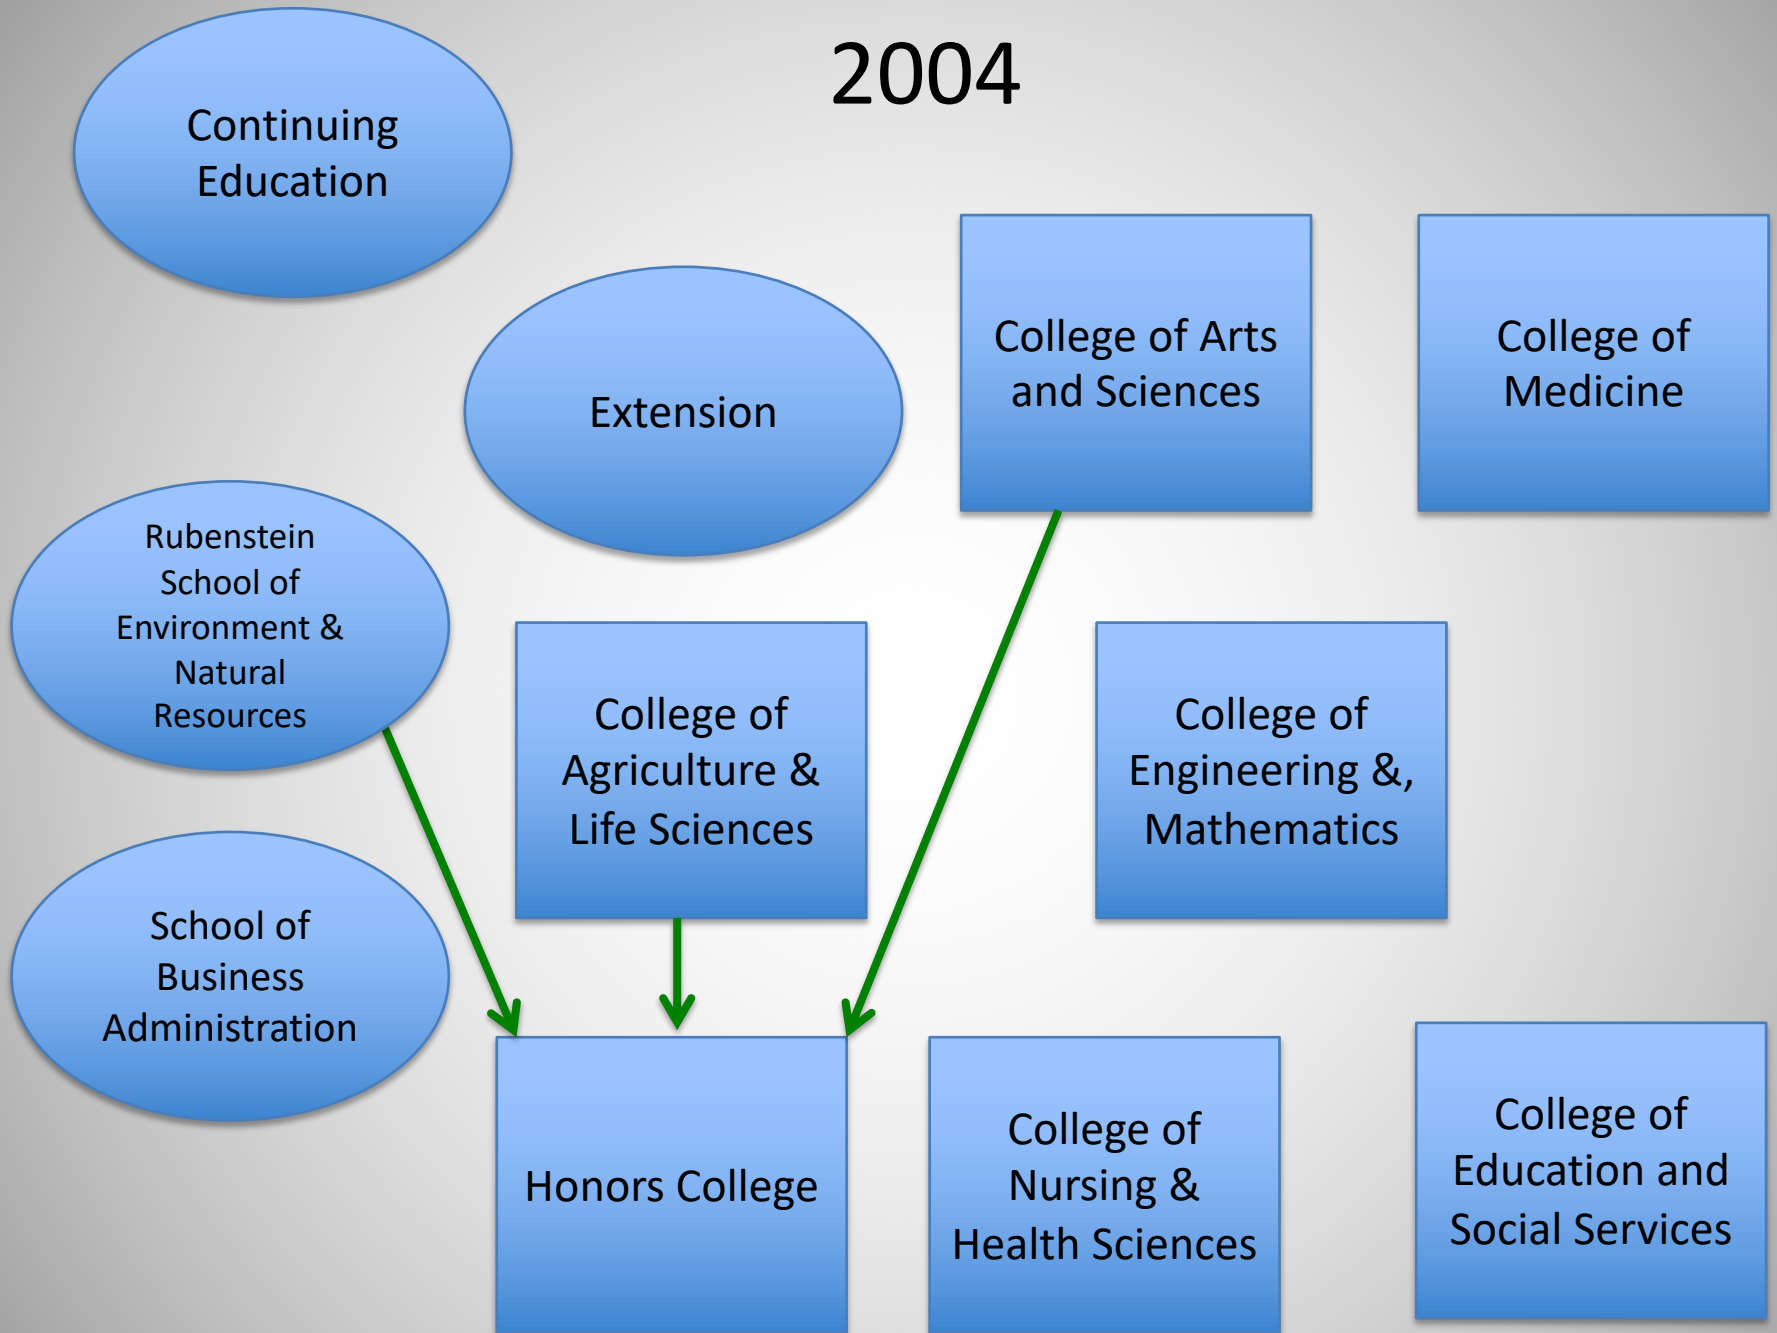 2004
Continuing
Education
Extension
College of Arts
and Sciences
College of
Medicine
Rubenstein
School of
Environment &
Natural
Resources
College of
Agriculture &
Life Sciences
College of
Engineering &,
Mathematics
School of
Business
Administration
Honors College
College of
Nursing &
Health Sciences
College of
Education and
Social Services